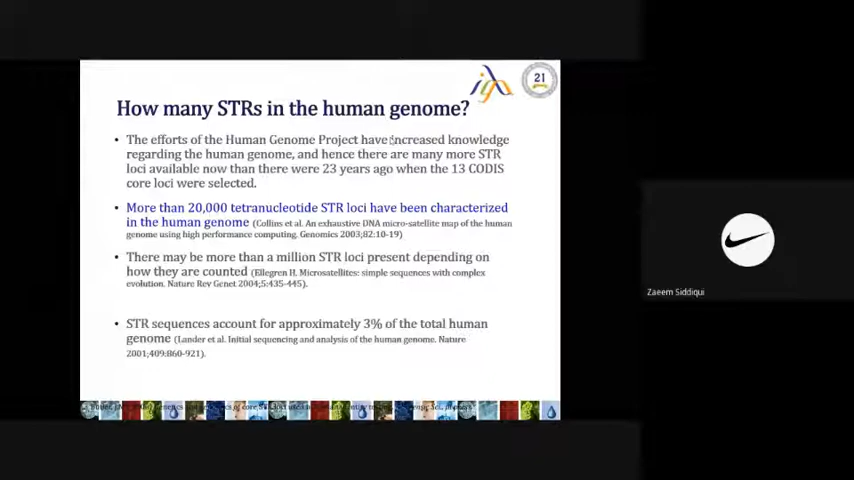 21
How many STRs in the human genome?
• The efforts of the Human Genome Project have increased knowledge
regarding the human genome, and hence there are many more STR
loci available now than there were 23 years ago when the 13 CODIS
core loci were selected.
• More than 20,000 tetranucleotide STR loci have been characterized
in the human genome (Collins et al. An exhaustive DNA micro-satellite map of the human
genome using high performance computing. Genomics 2003;82:10-19)
• There may be more than a million STR loci present depending on
how they are counted (Ellegren H. Microsatellites: simple sequences with complex
evolution. Nature Rev Genet 2004;5:435-445).
• STR sequences account for approximately 3% of the total human
genome (Lander et al. Initial sequencing and analysis of the human genome. Nature
2001;409:860-921).
Zaeem Siddiqui